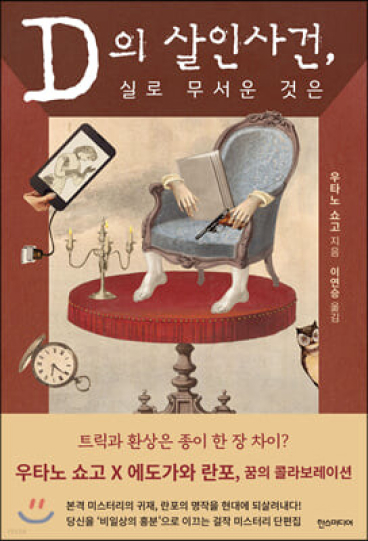 D의 살인사건,
실로 무서운 것은
우타노 쇼고 지음 이연승 옮김
트릭과 환상은 종이 한 장 차이?
우타노 쇼고 X 에도가와 란포, 꿈의 콜라보레이션
본격 미스터리의 귀재, 란포의 명작을 현대에 되살려내다!
당신을 '비일상의 흥분'으로 이끄는 걸작 미스터리 단편집
한스미디어